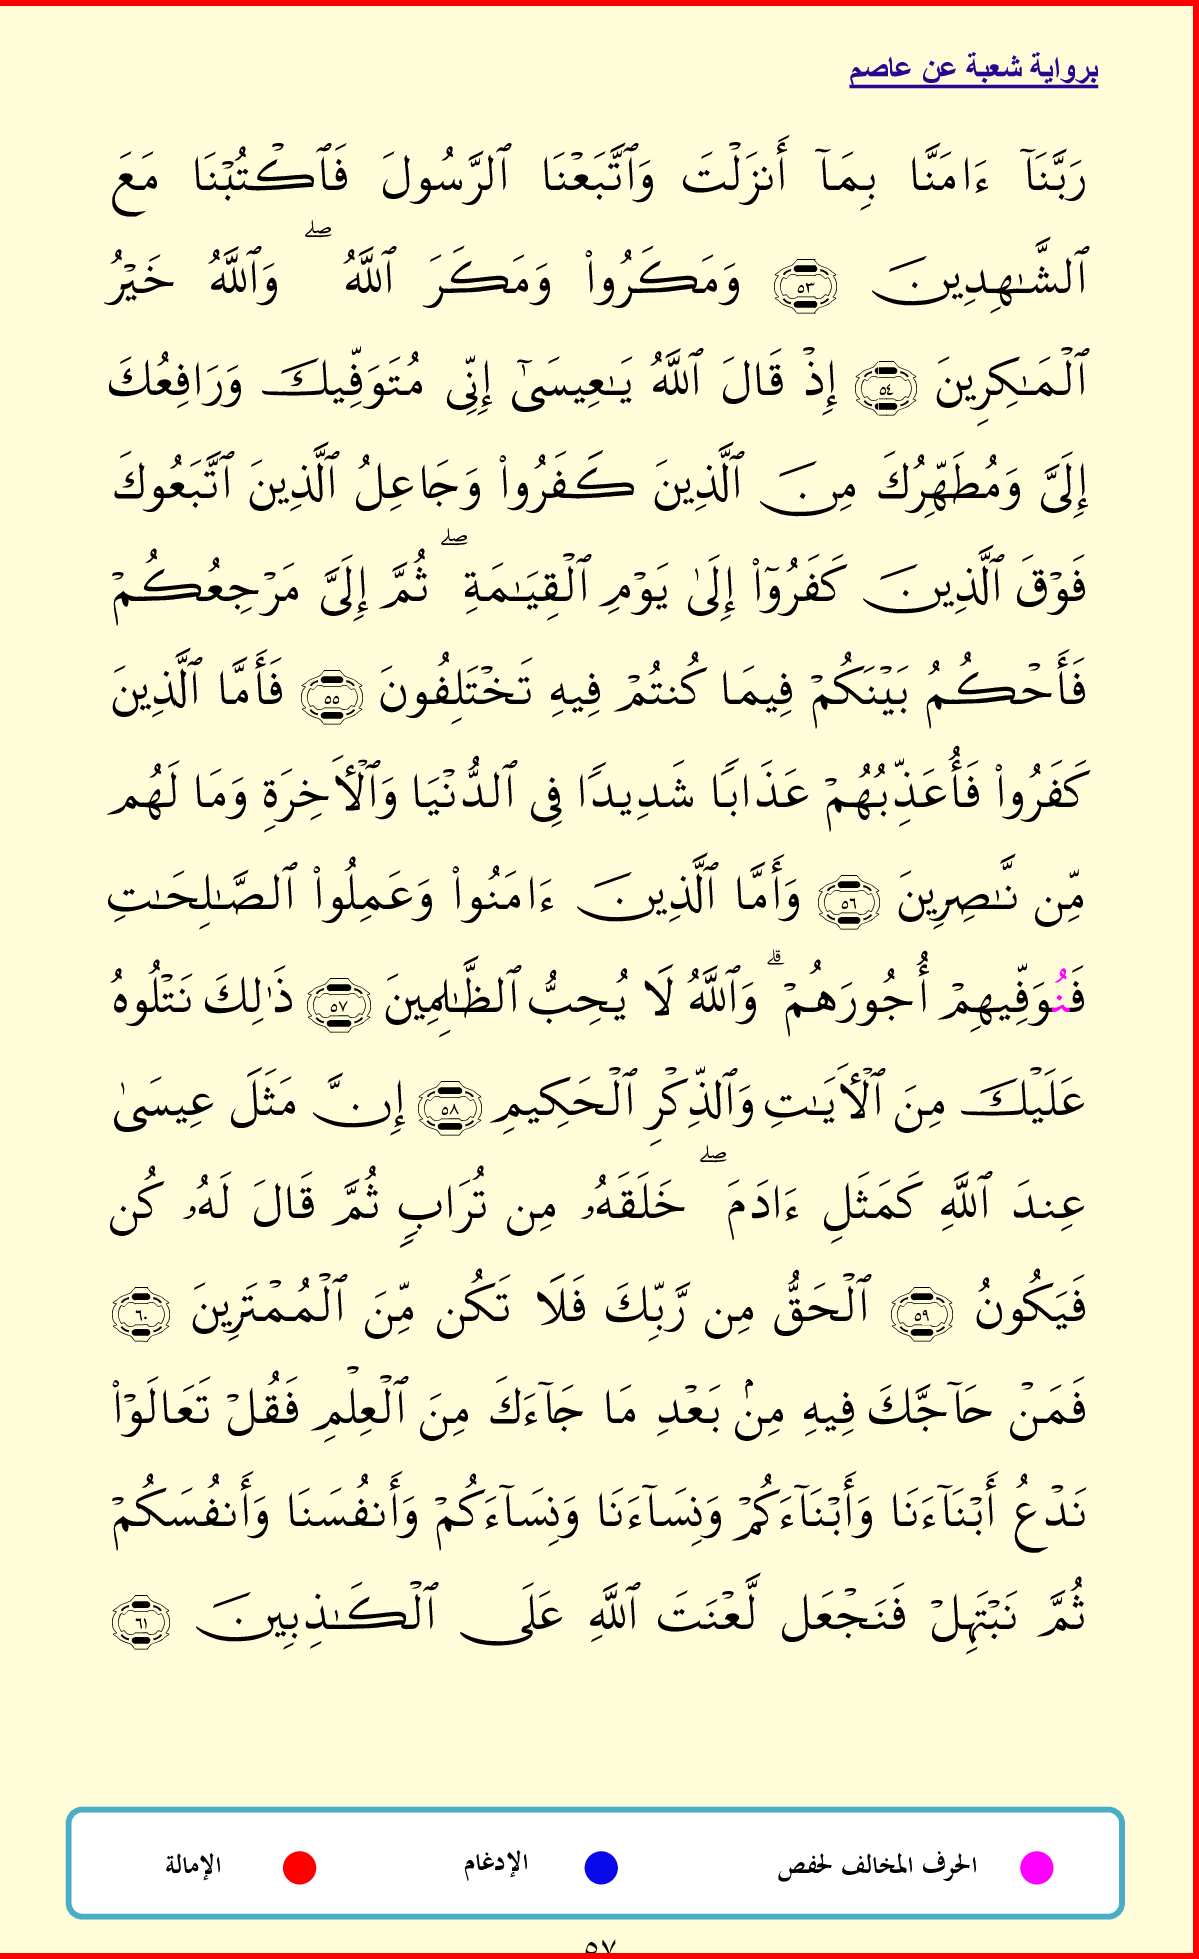 برواية شعبة عن عاصم
رَبَّنَآ ءَامَنَّا بِمَآ أَنزَلۡتَ وَٱتَّبَعۡنَا ٱلرَّسُولَ فَٱكۡتُبۡنَا مَعَ
ٱلشَّٰهِدِينَ ٥٣ وَمَكَرُواْ وَمَكَرَ ٱللَّهُۖ وَٱللَّهُ خَيۡرُ
ٱلۡمَٰكِرِينَ ٥٤ إِذۡ قَالَ ٱللَّهُ يَٰعِيسَىٰٓ إِنِّي مُتَوَفِّيكَ وَرَافِعُكَ
إِلَيَّ وَمُطَهِّرُكَ مِنَ ٱلَّذِينَ كَفَرُواْ وَجَاعِلُ ٱلَّذِينَ ٱتَّبَعُوكَ
فَوۡقَ ٱلَّذِينَ كَفَرُوٓاْ إِلَىٰ يَوۡمِ ٱلۡقِيَٰمَةِۖ ثُمَّ إِلَيَّ مَرۡجِعُكُمۡ
فَأَحۡكُمُ بَيۡنَكُمۡ فِيمَا كُنتُمۡ فِيهِ تَخۡتَلِفُونَ ٥٥ فَأَمَّا ٱلَّذِينَ
كَفَرُواْ فَأُعَذِّبُهُمۡ عَذَابٗا شَدِيدٗا فِي ٱلدُّنۡيَا وَٱلۡأٓخِرَةِ وَمَا لَهُم
مِّن نَّٰصِرِينَ ٥٦ وَأَمَّا ٱلَّذِينَ ءَامَنُواْ وَعَمِلُواْ ٱلصَّٰلِحَٰتِ
فَنُوَفِّيهِمۡ أُجُورَهُمۡۗ وَٱللَّهُ لَا يُحِبُّ ٱلظَّٰلِمِينَ ٥٧ ذَٰلِكَ نَتۡلُوهُ
عَلَيۡكَ مِنَ ٱلۡأٓيَٰتِ وَٱلذِّكۡرِ ٱلۡحَكِيمِ ٥٨ إِنَّ مَثَلَ عِيسَىٰ
عِندَ ٱللَّهِ كَمَثَلِ ءَادَمَۖ خَلَقَهُۥ مِن تُرَابٖ ثُمَّ قَالَ لَهُۥ كُن
فَيَكُونُ ٥٩ ٱلۡحَقُّ مِن رَّبِّكَ فَلَا تَكُن مِّنَ ٱلۡمُمۡتَرِينَ ٦٠
فَمَنۡ حَآجَّكَ فِيهِ مِنۢ بَعۡدِ مَا جَآءَكَ مِنَ ٱلۡعِلۡمِ فَقُلۡ تَعَالَوۡاْ
نَدۡعُ أَبۡنَآءَنَا وَأَبۡنَآءَكُمۡ وَنِسَآءَنَا وَنِسَآءَكُمۡ وَأَنفُسَنَا وَأَنفُسَكُمۡ
ثُمَّ نَبۡتَهِلۡ فَنَجۡعَل لَّعۡنَتَ ٱللَّهِ عَلَى ٱلۡكَٰذِبِينَ ٦١
الحرف المخالف لحفص الإدغام الإمالة
٥٧